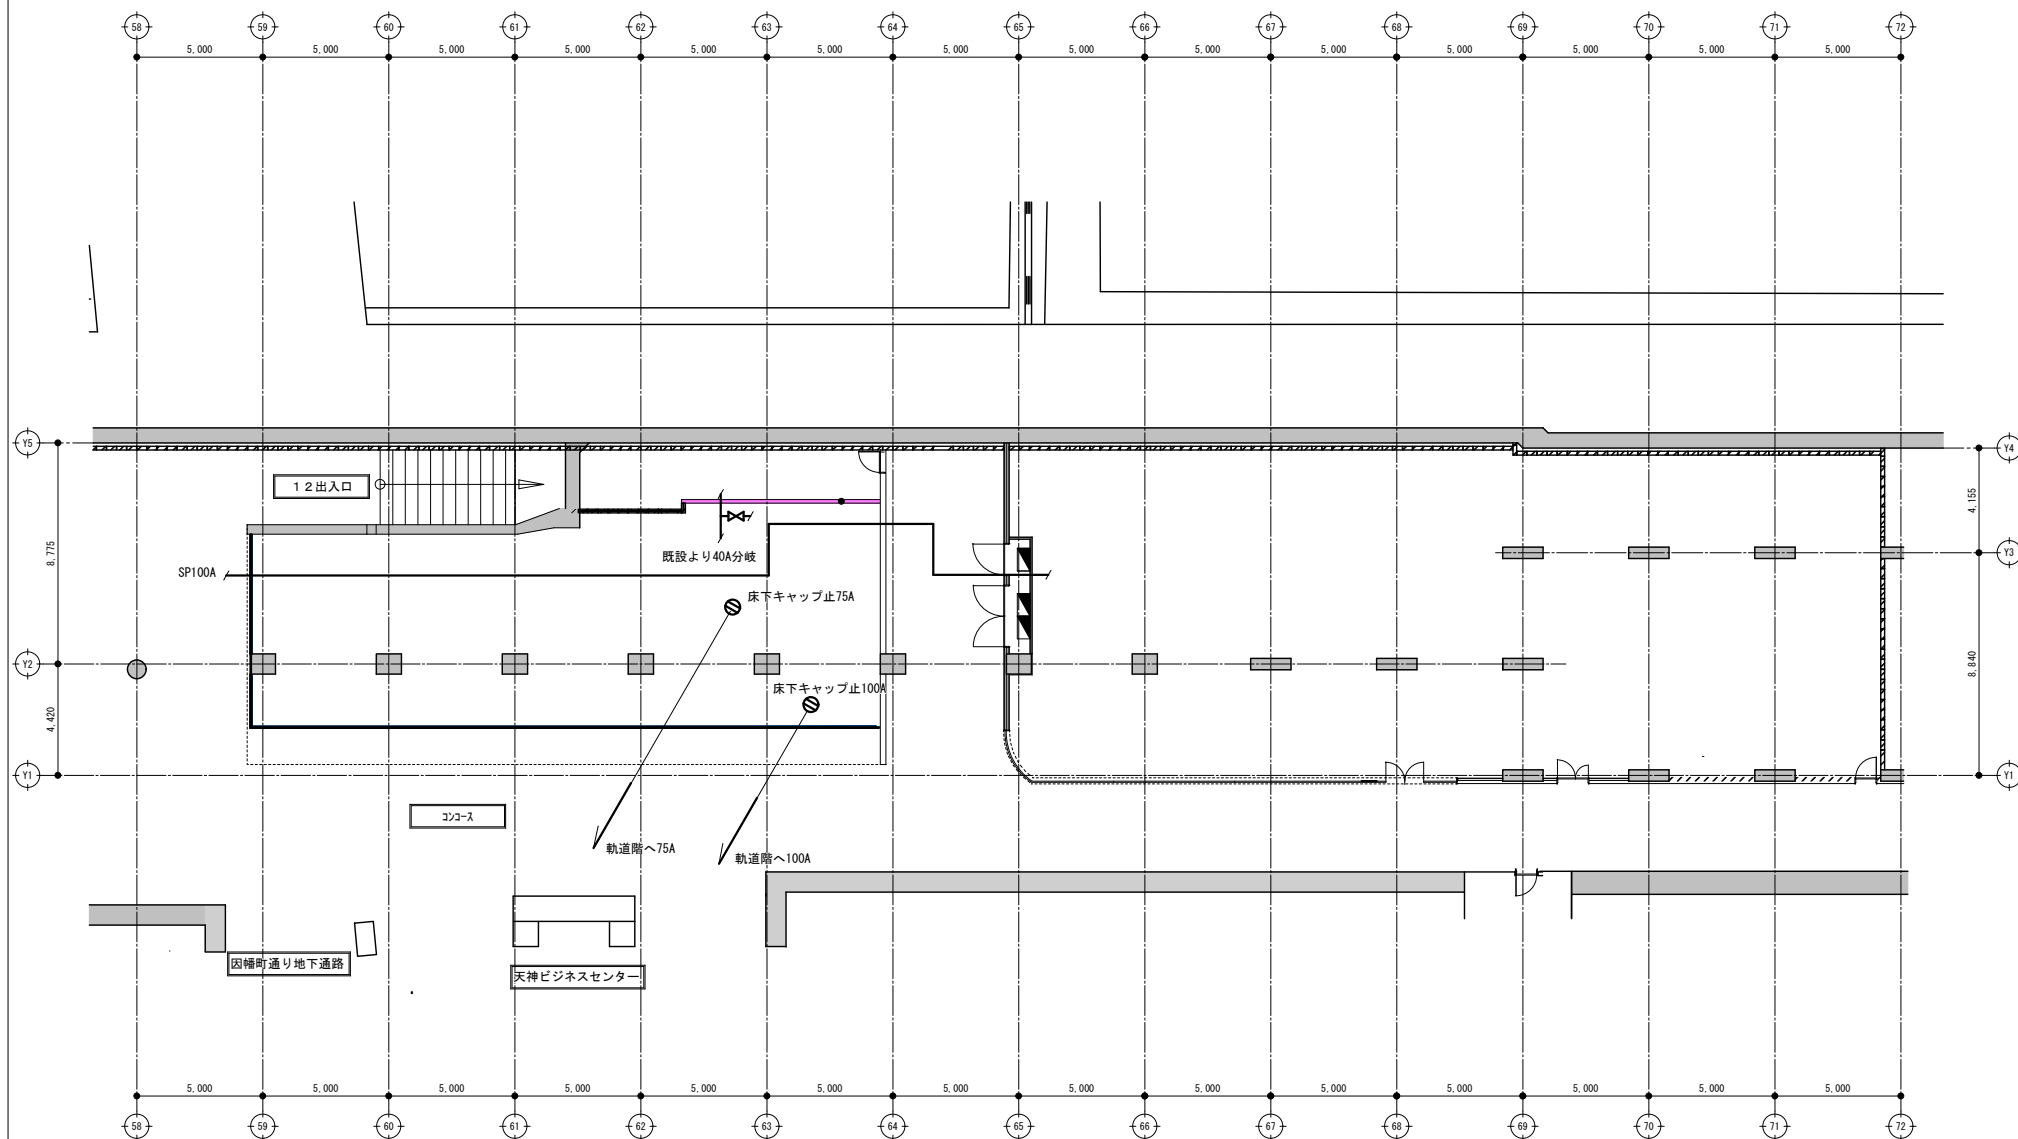 58 59 60 61 62 63 64 65 66 67 68 69 70 71 72
5,000 5,000 5,000 5,000 5,000 5,000 5,000 5,000 5,000 5,000 5,000 5,000 5,000 5,000
Y5
Y4
12出入口
4,155
8,775
既設より40A分岐
Y3
SP100A
床下キャップ止75A
Y2
8,840
床下キャップ止100A
4,420
Y1
Y1
コンコース
軌道階へ75A
軌道階へ100A
因幡町通り地下通路
天神ビジネスセンター
5,000 5,000 5,000 5,000 5,000 5,000 5,000 5,000 5,000 5,000 5,000 5,000 5,000 5,000
58 59 60 61 62 63 64 65 66 67 68 69 70 71 72